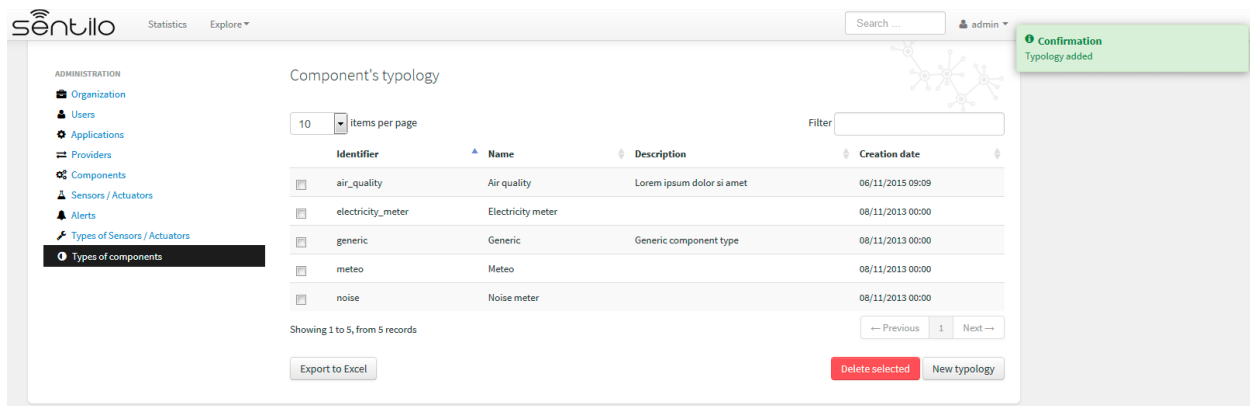 sentilo Statistics Explore Search ... admin
Confirmation
Typology added
ADMINISTRATION
Organization
Users
Applications
Providers
Components
Sensors / Actuators
Alerts
Types of Sensors / Actuators
Types of components
Component's typology
10 items per page Filter
Identifier Name Description Creation date
air_quality Air quality Lorem ipsum dolor si amet 06/11/2015 09:09
electricity_meter Electricity meter 08/11/2013 00:00
generic Generic Generic component type 08/11/2013 00:00
meteo Meteo 08/11/2013 00:00
noise Noise meter 08/11/2013 00:00
Showing 1 to 5, from 5 records ← Previous 1 Next →
Export to Excel Delete selected New typology